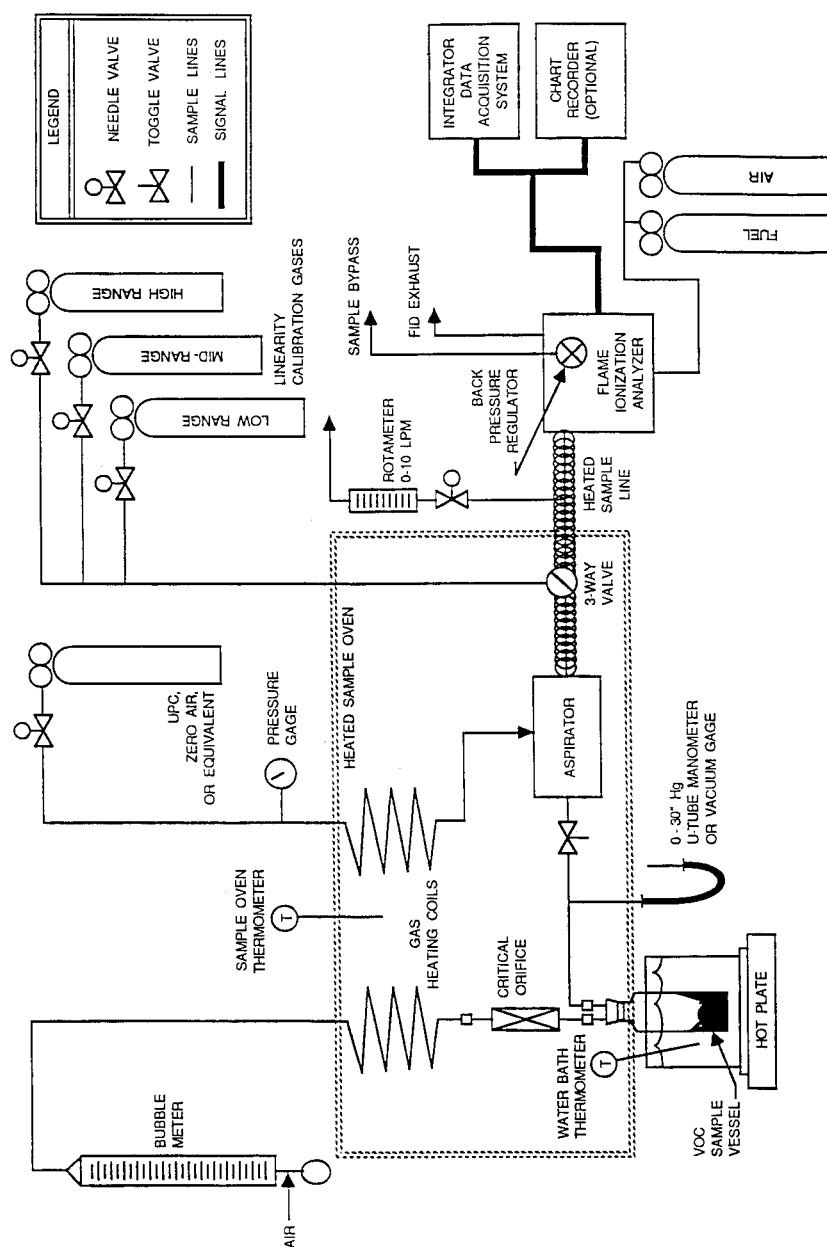 LEGEND
NEEDLE VALVE
TOGGLE VALVE
SAMPLE LINES
SIGNAL LINES
HIGH RANGE
MID-RANGE
LOW RANGE
LINEARITY
CALIBRATION GASES
UPC,
ZERO AIR,
OR EQUIVALENT
PRESSURE
GAGE
SAMPLE OVEN
THERMOMETER
T
HEATED SAMPLE OVEN
GAS
HEATING COILS
BUBBLE
METER
AIR
CRITICAL
ORIFICE
WATER BATH
THERMOMETER
T
VOC
SAMPLE
VESSEL
HOT PLATE
0 - 30" Hg
U-TUBE MANOMETER
OR VACUUM GAGE
ASPIRATOR
3-WAY
VALVE
HEATED
SAMPLE
LINE
ROTAMETER
0-10 LPM
BACK
PRESSURE
REGULATOR
SAMPLE BYPASS
FID EXHAUST
FLAME
IONIZATION
ANALYZER
INTEGRATOR
DATA
ACQUISITION
SYSTEM
CHART
RECORDER
(OPTIONAL)
FUEL
AIR